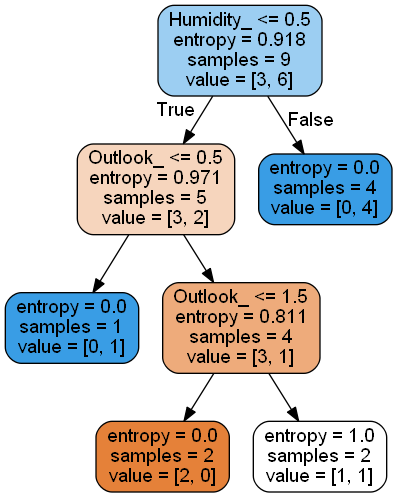 Humidity_ <= 0.5
entropy = 0.918
samples = 9
value = [3, 6]
True
False
Outlook_ <= 0.5
entropy = 0.971
samples = 5
value = [3, 2]
entropy = 0.0
samples = 4
value = [0, 4]
entropy = 0.0
samples = 1
value = [0, 1]
Outlook_ <= 1.5
entropy = 0.811
samples = 4
value = [3, 1]
entropy = 0.0
samples = 2
value = [2, 0]
entropy = 1.0
samples = 2
value = [1, 1]